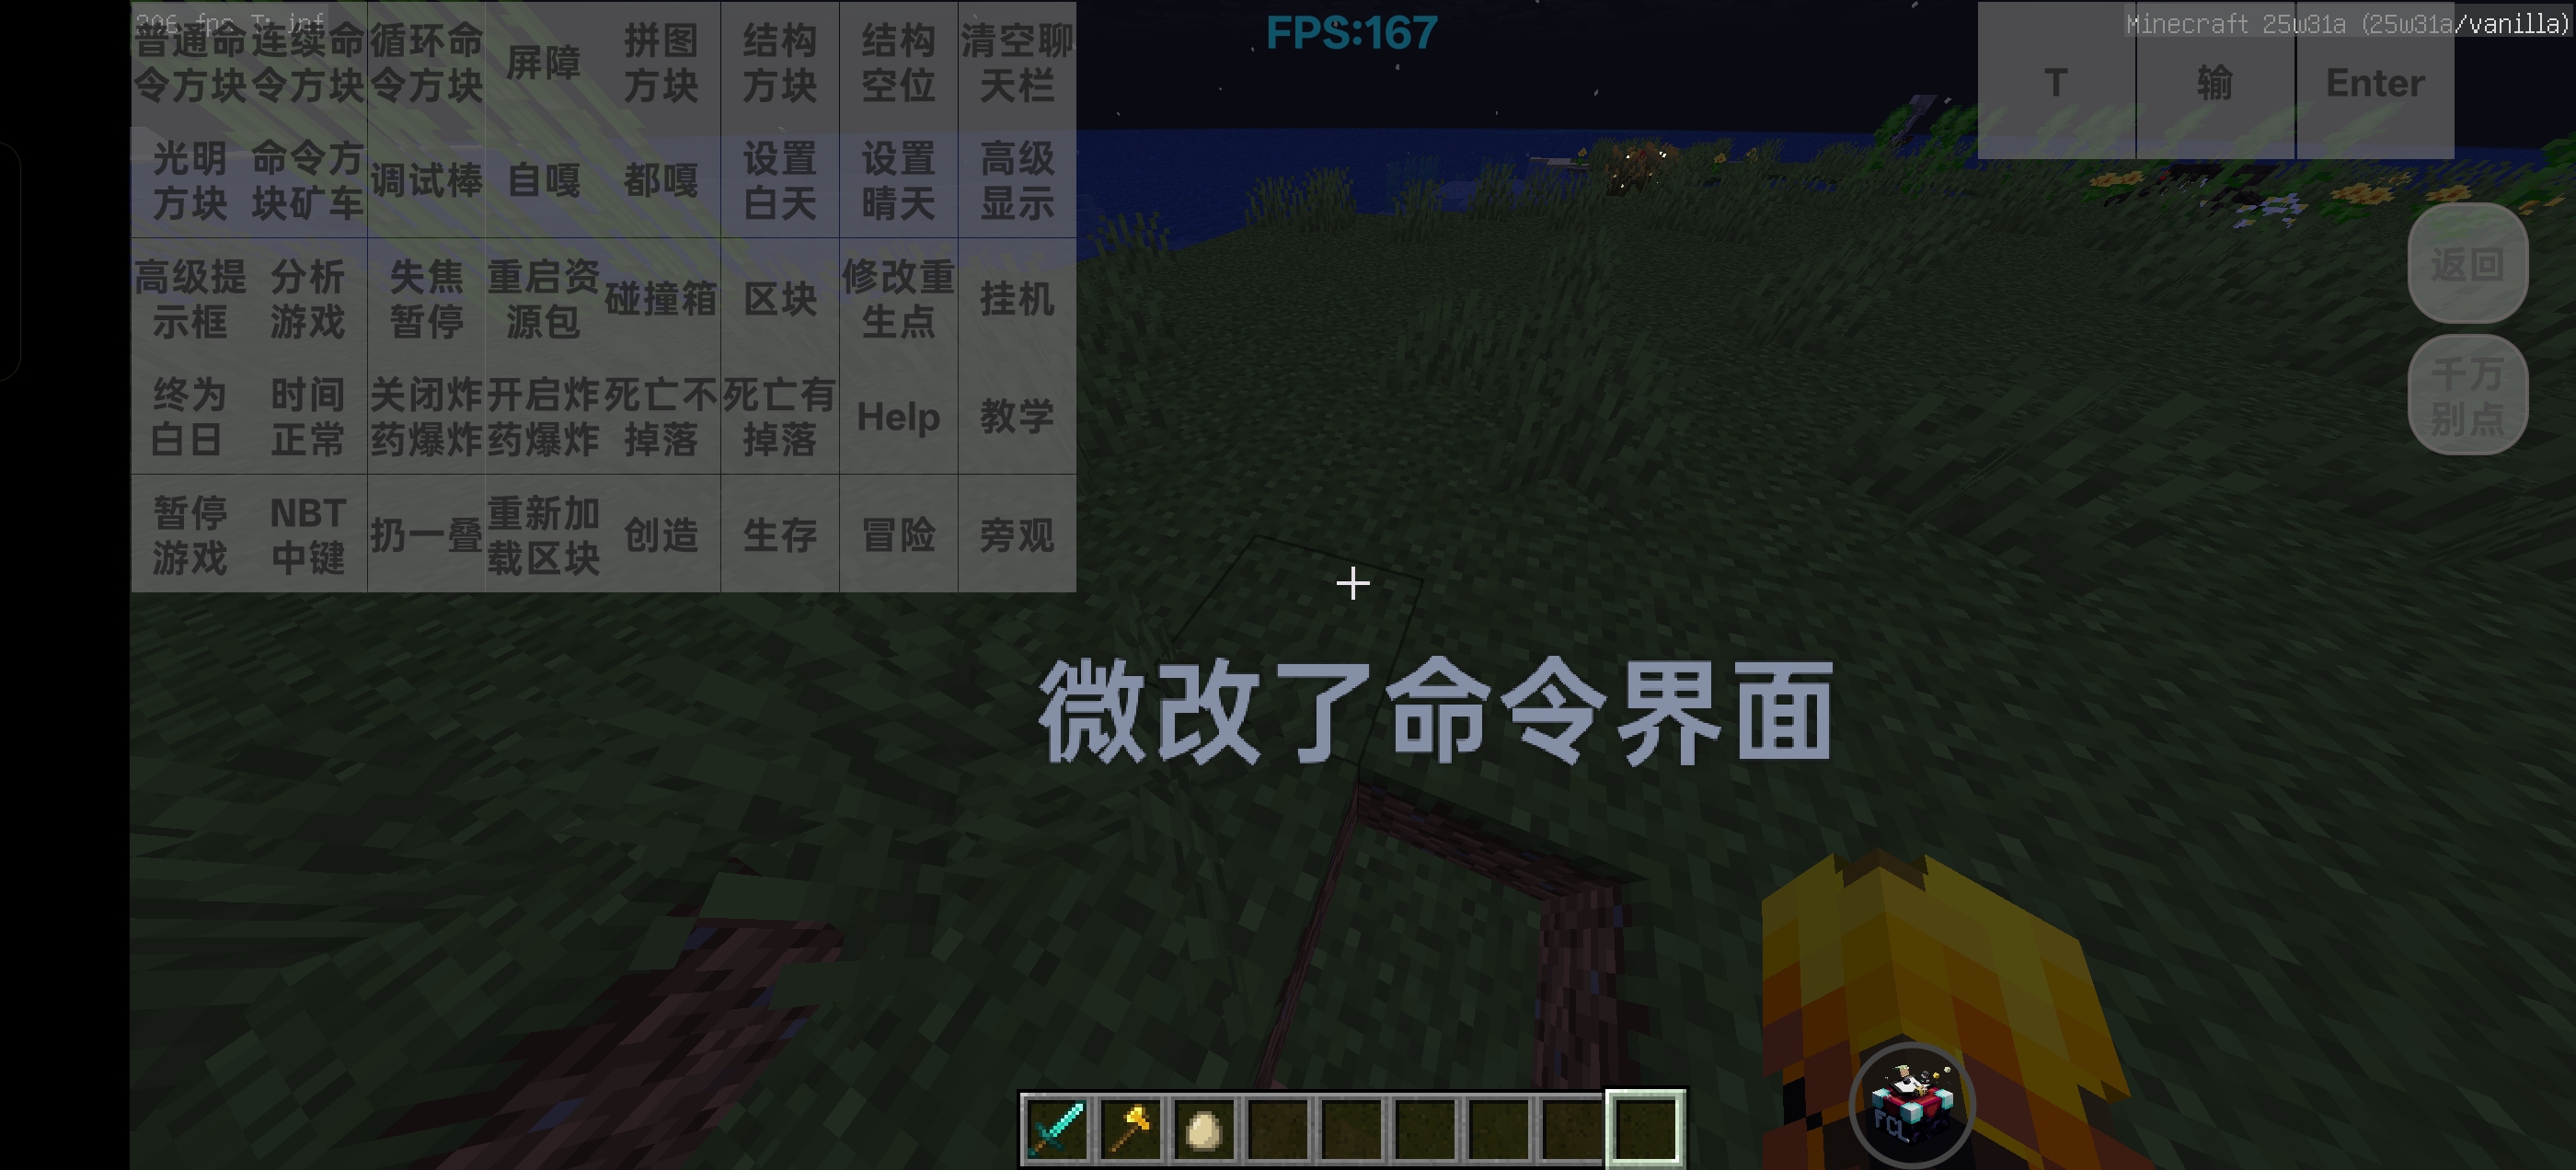 206 fps T: inf
FPS:167
Minecraft 25w31a (25w31a/vanilla)
普通命令方块
连续命令方块
循环命令方块
屏障
拼图方块
结构方块
结构空位
清空聊天栏
T
输
Enter
光明方块
命令方块矿车
调试棒
自嘎
都嘎
设置白天
设置晴天
高级显示
返回
高级提示框
分析游戏
失焦暂停
重启资源包
碰撞箱
区块
修改重生点
挂机
千万别点
终为白日
时间正常
关闭炸药爆炸
开启炸药爆炸
死亡不掉落
死亡有掉落
Help
教学
暂停游戏
NBT中键
扔一叠
重新加载区块
创造
生存
冒险
旁观
微改了命令界面
FCL